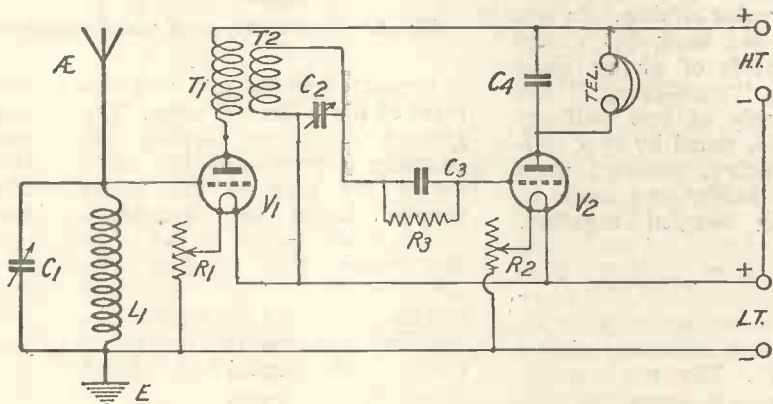 Æ
T1
T2
C2
C4
TEL.
+
H.T.
-
C1
L1
V1
R1
C3
R3
V2
R2
+
L.T.
-
E